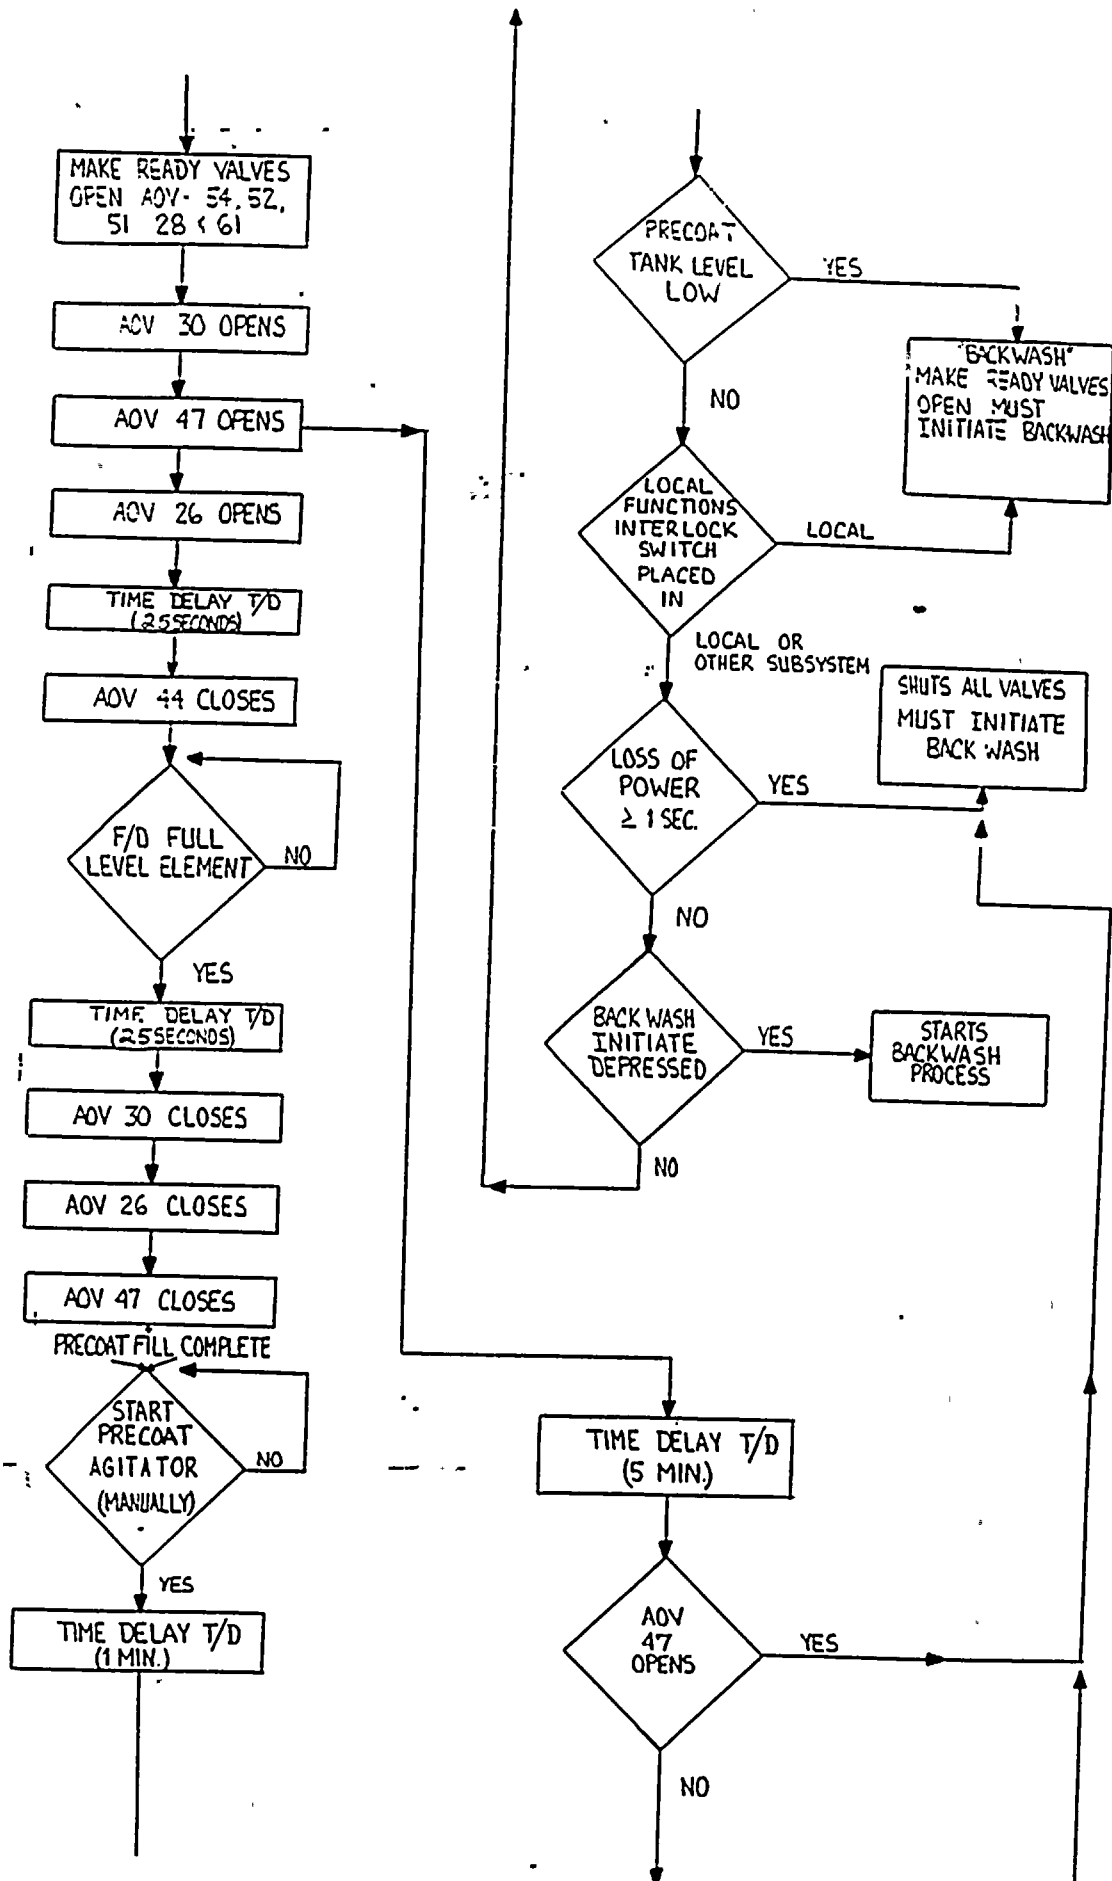 MAKE READY VALVES
OPEN AOV- 54, 52,
51 28 & 61
AOV 30 OPENS
AOV 47 OPENS
AOV 26 OPENS
TIME DELAY T/D
(25 SECONDS)
AOV 44 CLOSES
F/D FULL
LEVEL ELEMENT
NO
YES
TIME DELAY T/D
(25 SECONDS)
AOV 30 CLOSES
AOV 26 CLOSES
AOV 47 CLOSES
PRECOAT FILL COMPLETE
START
PRECOAT
AGITATOR
(MANUALLY)
NO
YES
TIME DELAY T/D
(1 MIN.)
PRECOAT
TANK LEVEL
LOW
YES
NO
"BACKWASH"
MAKE READY VALVES
OPEN MUST
INITIATE BACKWASH
LOCAL
FUNCTIONS
INTERLOCK
SWITCH
PLACED
IN
LOCAL
LOCAL OR
OTHER SUBSYSTEM
SHUTS ALL VALVES
MUST INITIATE
BACK WASH
LOSS OF
POWER
≥ 1 SEC.
YES
NO
BACK WASH
INITIATE
DEPRESSED
YES
NO
STARTS
BACKWASH
PROCESS
TIME DELAY T/D
(5 MIN.)
AOV
47
OPENS
YES
NO